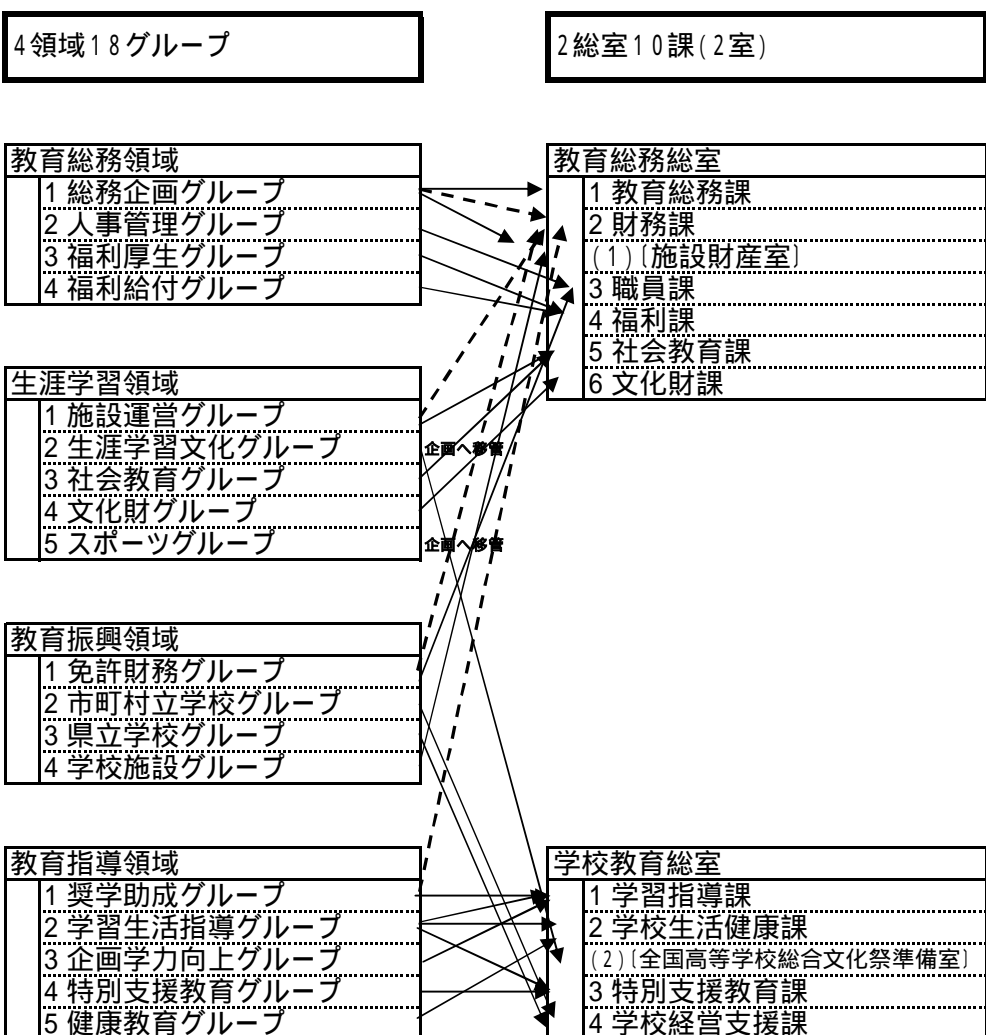 4領域18グループ
2総室10課(2室)
教育総務領域
1 総務企画グループ
2 人事管理グループ
3 福利厚生グループ
4 福利給付グループ
教育総務総室
1 教育総務課
2 財務課
(1)〔施設財産室〕
3 職員課
4 福利課
5 社会教育課
6 文化財課
生涯学習領域
1 施設運営グループ
2 生涯学習文化グループ
企画へ移管
3 社会教育グループ
4 文化財グループ
5 スポーツグループ
企画へ移管
教育振興領域
1 免許財務グループ
2 市町村立学校グループ
3 県立学校グループ
4 学校施設グループ
教育指導領域
1 奨学助成グループ
2 学習生活指導グループ
3 企画学力向上グループ
4 特別支援教育グループ
5 健康教育グループ
学校教育総室
1 学習指導課
2 学校生活健康課
(2)〔全国高等学校総合文化祭準備室〕
3 特別支援教育課
4 学校経営支援課